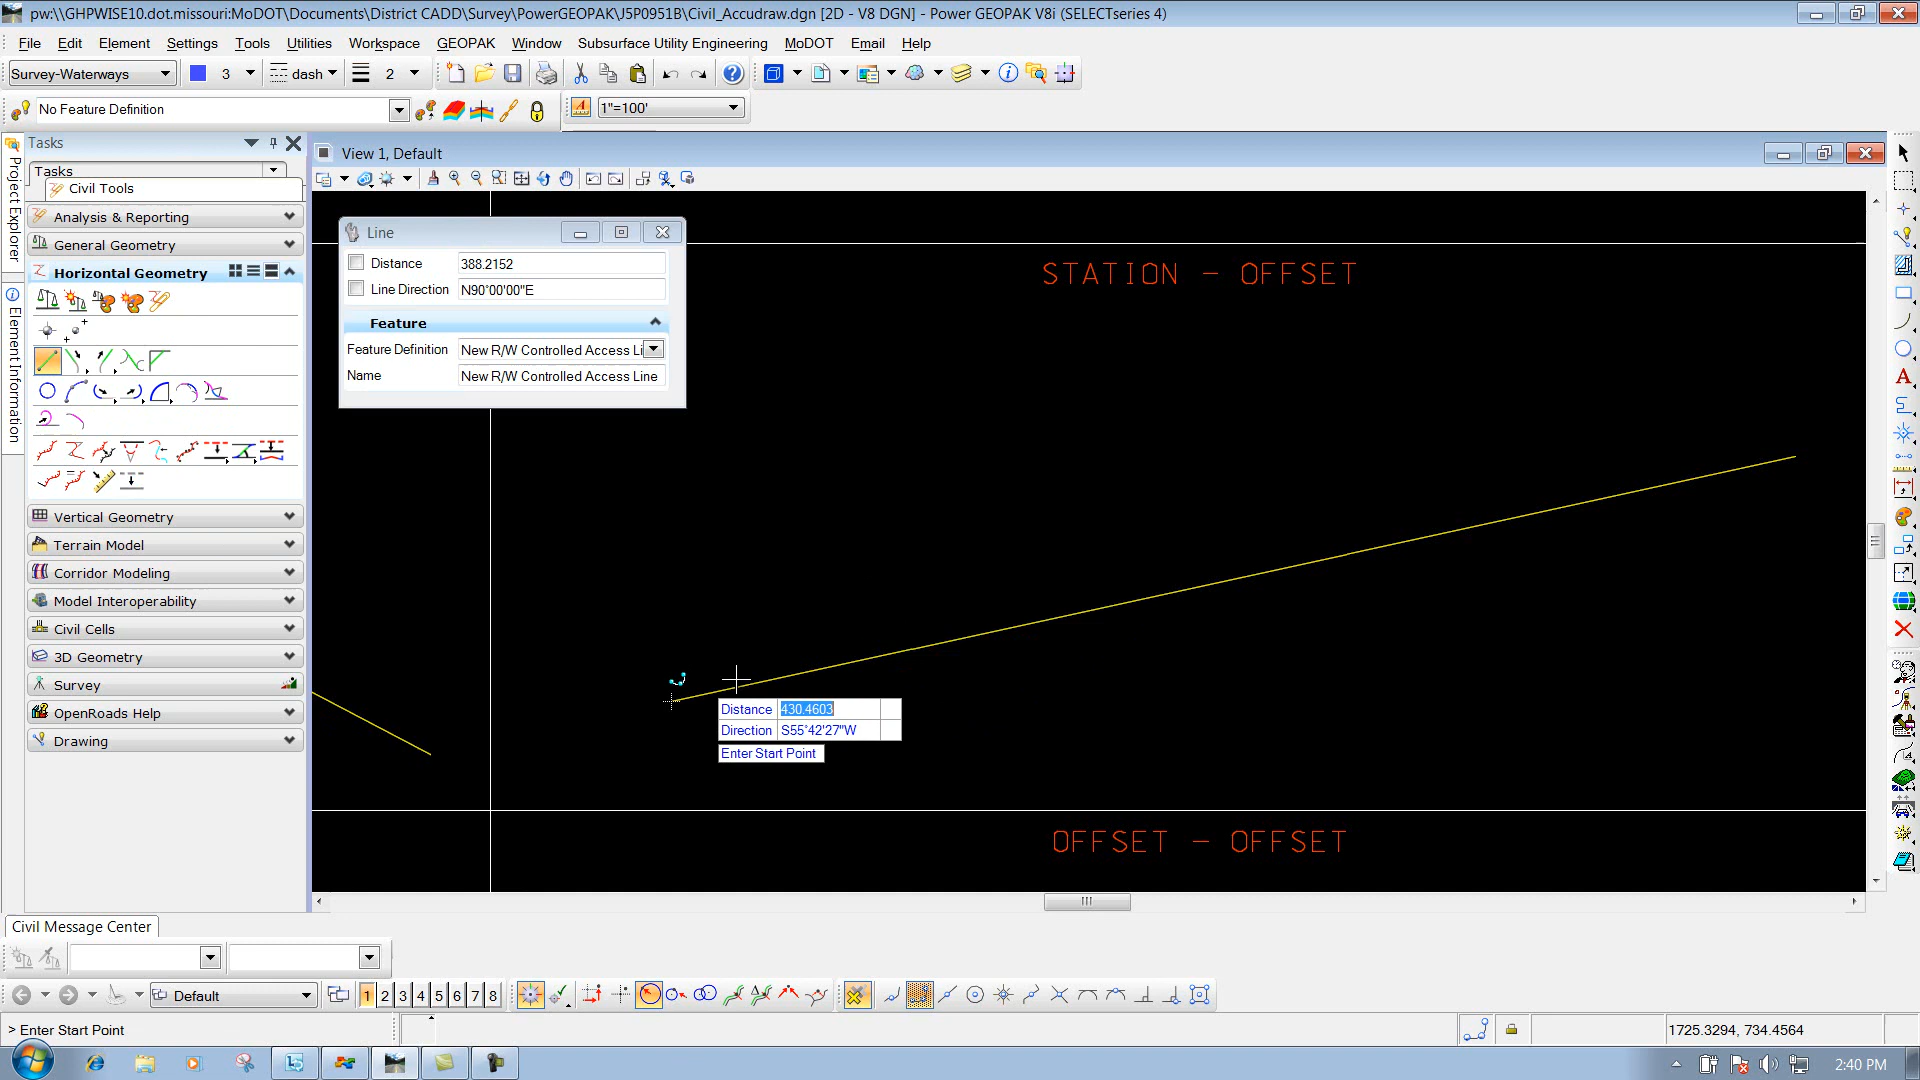 pw:\\GHPWISE10.dot.missouri:MoDOT\Documents\District CADD\Survey\PowerGEOPAK\J5P0951B\Civil_Accudraw.dgn [2D - V8 DGN] - Power GEOPAK V8i (SELECTseries 4)
File Edit Element Settings Tools Utilities Workspace GEOPAK Window Subsurface Utility Engineering MoDOT Email Help
Survey-Waterways 3 dash 2
No Feature Definition 1"=100'
Tasks
View 1, Default
Tasks
Civil Tools
Project Explorer
Element Information
Analysis & Reporting
General Geometry
Horizontal Geometry
Vertical Geometry
Terrain Model
Corridor Modeling
Model Interoperability
Civil Cells
3D Geometry
Survey
OpenRoads Help
Drawing
Line
Distance 388.2152
Line Direction N90°00'00"E
Feature
Feature Definition New R/W Controlled Access Li
Name New R/W Controlled Access Line
STATION - OFFSET
Distance 430.4603
Direction S55°42'27"W
Enter Start Point
OFFSET - OFFSET
Civil Message Center
Default 1 2 3 4 5 6 7 8
> Enter Start Point
1725.3294, 734.4564
2:40 PM